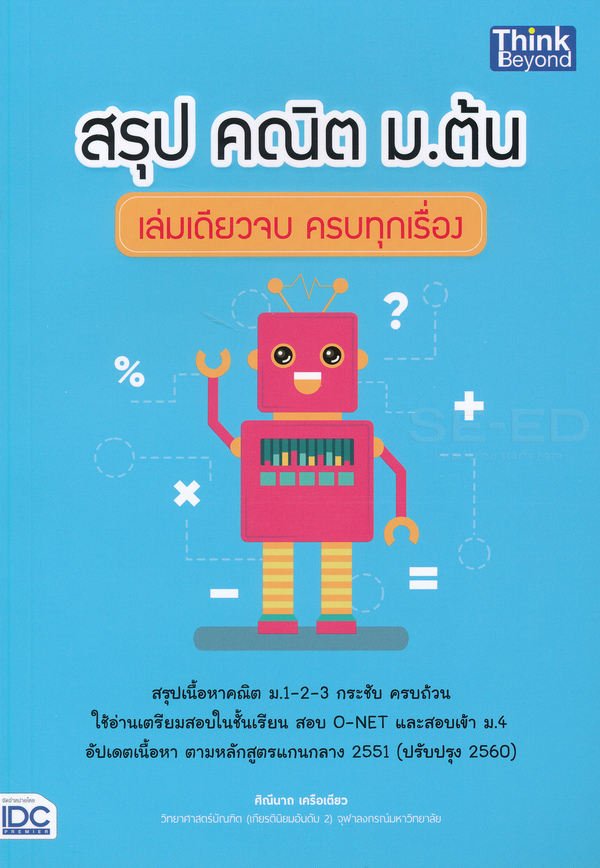 Think
Beyond
สรุป คณิต ม.ต้น
เล่มเดียวจบ ครบทุกเรื่อง
?
%
+
SE-ED
×
-
=
สรุปเนื้อหาคณิต ม.1-2-3 กระชับ ครบถ้วน
ใช้อ่านเตรียมสอบในชั้นเรียน สอบ O-NET และสอบเข้า ม.4
อัปเดตเนื้อหา ตามหลักสูตรแกนกลาง 2551 (ปรับปรุง 2560)
ศิณีนาถ เครือเตียว
วิทยาศาสตร์บัณฑิต (เกียรตินิยมอันดับ 2) จุฬาลงกรณ์มหาวิทยาลัย
จัดจำหน่ายโดย
IDC
PREMIER